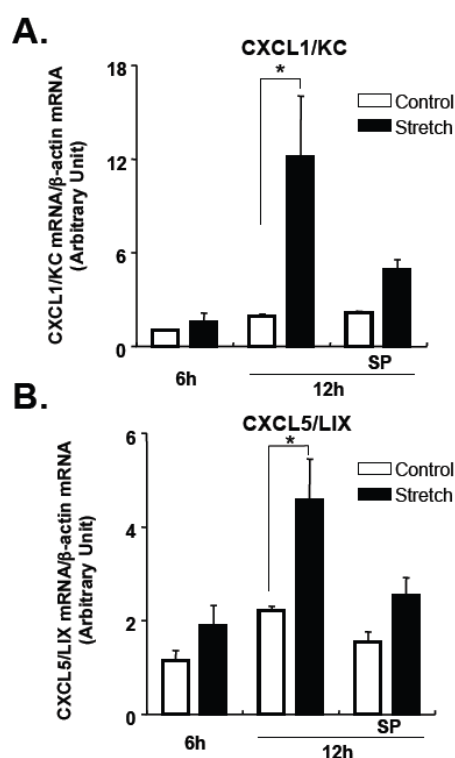 A.
CXCL1/KC
CXCL1/KC mRNA/β-actin mRNA
(Arbitrary Unit)
18
12
6
0
*
Control
Stretch
6h
SP
12h
B.
CXCL5/LIX
CXCL5/LIX mRNA/β-actin mRNA
(Arbitrary Unit)
6
4
2
0
*
Control
Stretch
6h
SP
12h